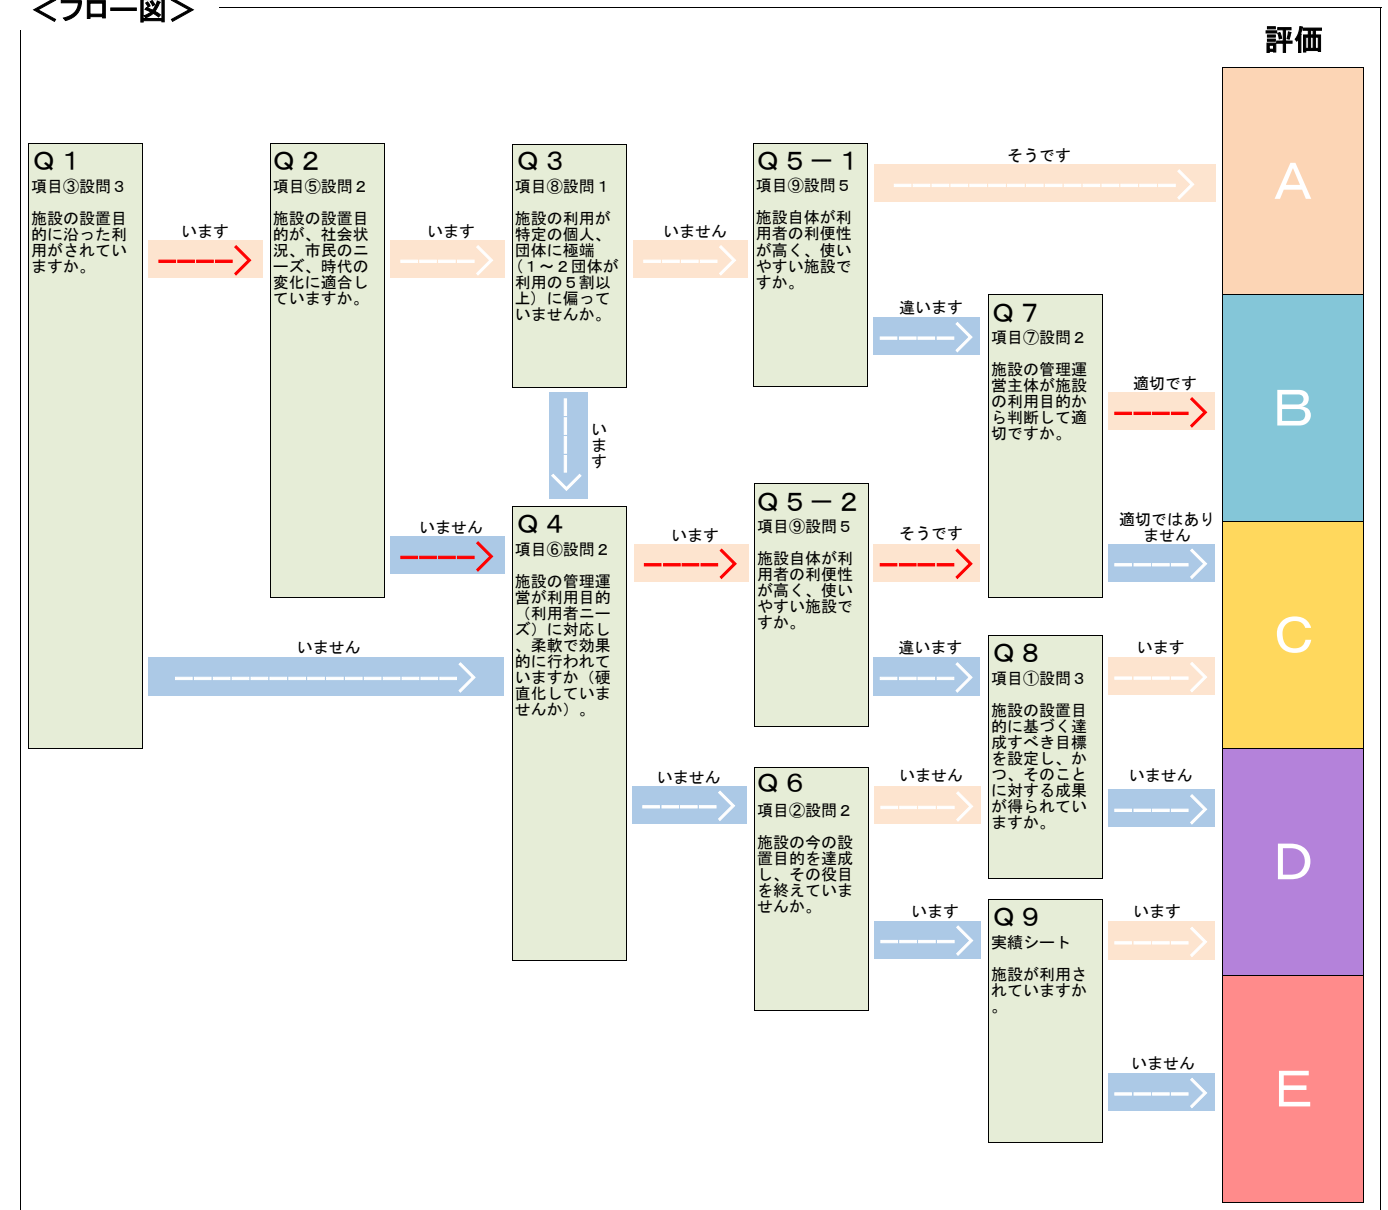 ＜フロー図＞
評価
Ｑ１
項目③設問３
施設の設置目
的に沿った利
用がされてい
ますか。
います
いません
Ｑ２
項目⑤設問２
施設の設置目
的が、社会状
況、市民のニ
ーズ、時代の
変化に適合し
ていますか。
います
いません
Ｑ３
項目⑧設問１
施設の利用が
特定の個人、
団体に極端
（１～２団体が
利用の５割以
上）に偏って
いませんか。
いません
います
Ｑ４
項目⑥設問２
施設の管理運
営が利用目的
（利用者ニー
ズ）に対応し
、柔軟で効果
的に行われて
いますか（硬
直化していま
せんか）。
います
いません
Ｑ５－１
項目⑨設問５
施設自体が利
用者の利便性
が高く、使い
やすい施設で
すか。
そうです
違います
Ｑ５－２
項目⑨設問５
施設自体が利
用者の利便性
が高く、使い
やすい施設で
すか。
そうです
違います
Ｑ６
項目②設問２
施設の今の設
置目的を達成
し、その役目
を終えていま
せんか。
いません
います
Ｑ７
項目⑦設問２
施設の管理運
営主体が施設
の利用目的か
ら判断して適
切ですか。
適切です
適切ではあり
ません
Ｑ８
項目①設問３
施設の設置目
的に基づく達
成すべき目標
を設定し、か
つ、そのこと
に対する成果
が得られてい
ますか。
います
いません
Ｑ９
実績シート
施設が利用さ
れていますか
。
います
いません
Ａ
Ｂ
Ｃ
Ｄ
Ｅ